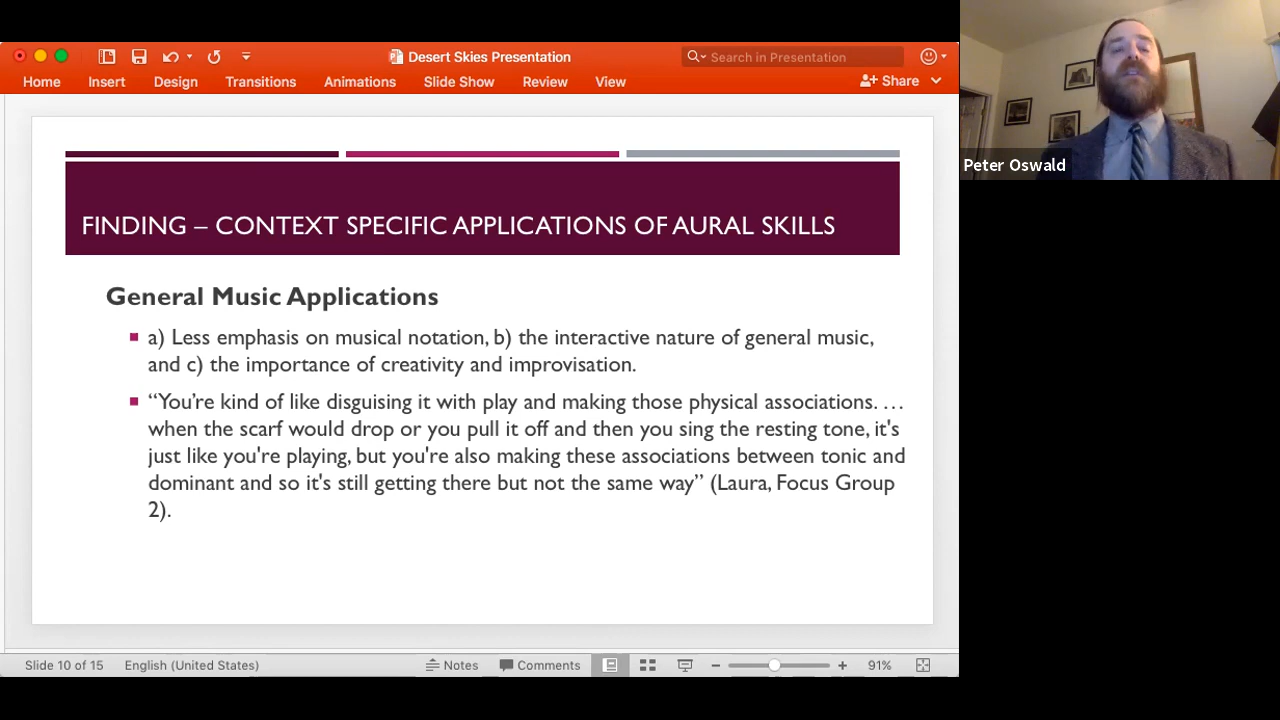 Desert Skies Presentation
Search in Presentation
Home Insert Design Transitions Animations Slide Show Review View Share
FINDING – CONTEXT SPECIFIC APPLICATIONS OF AURAL SKILLS
General Music Applications
a) Less emphasis on musical notation, b) the interactive nature of general music,
and c) the importance of creativity and improvisation.
“You’re kind of like disguising it with play and making those physical associations. …
when the scarf would drop or you pull it off and then you sing the resting tone, it's
just like you're playing, but you're also making these associations between tonic and
dominant and so it's still getting there but not the same way” (Laura, Focus Group
2).
Slide 10 of 15 English (United States) Notes Comments 91%
Peter Oswald